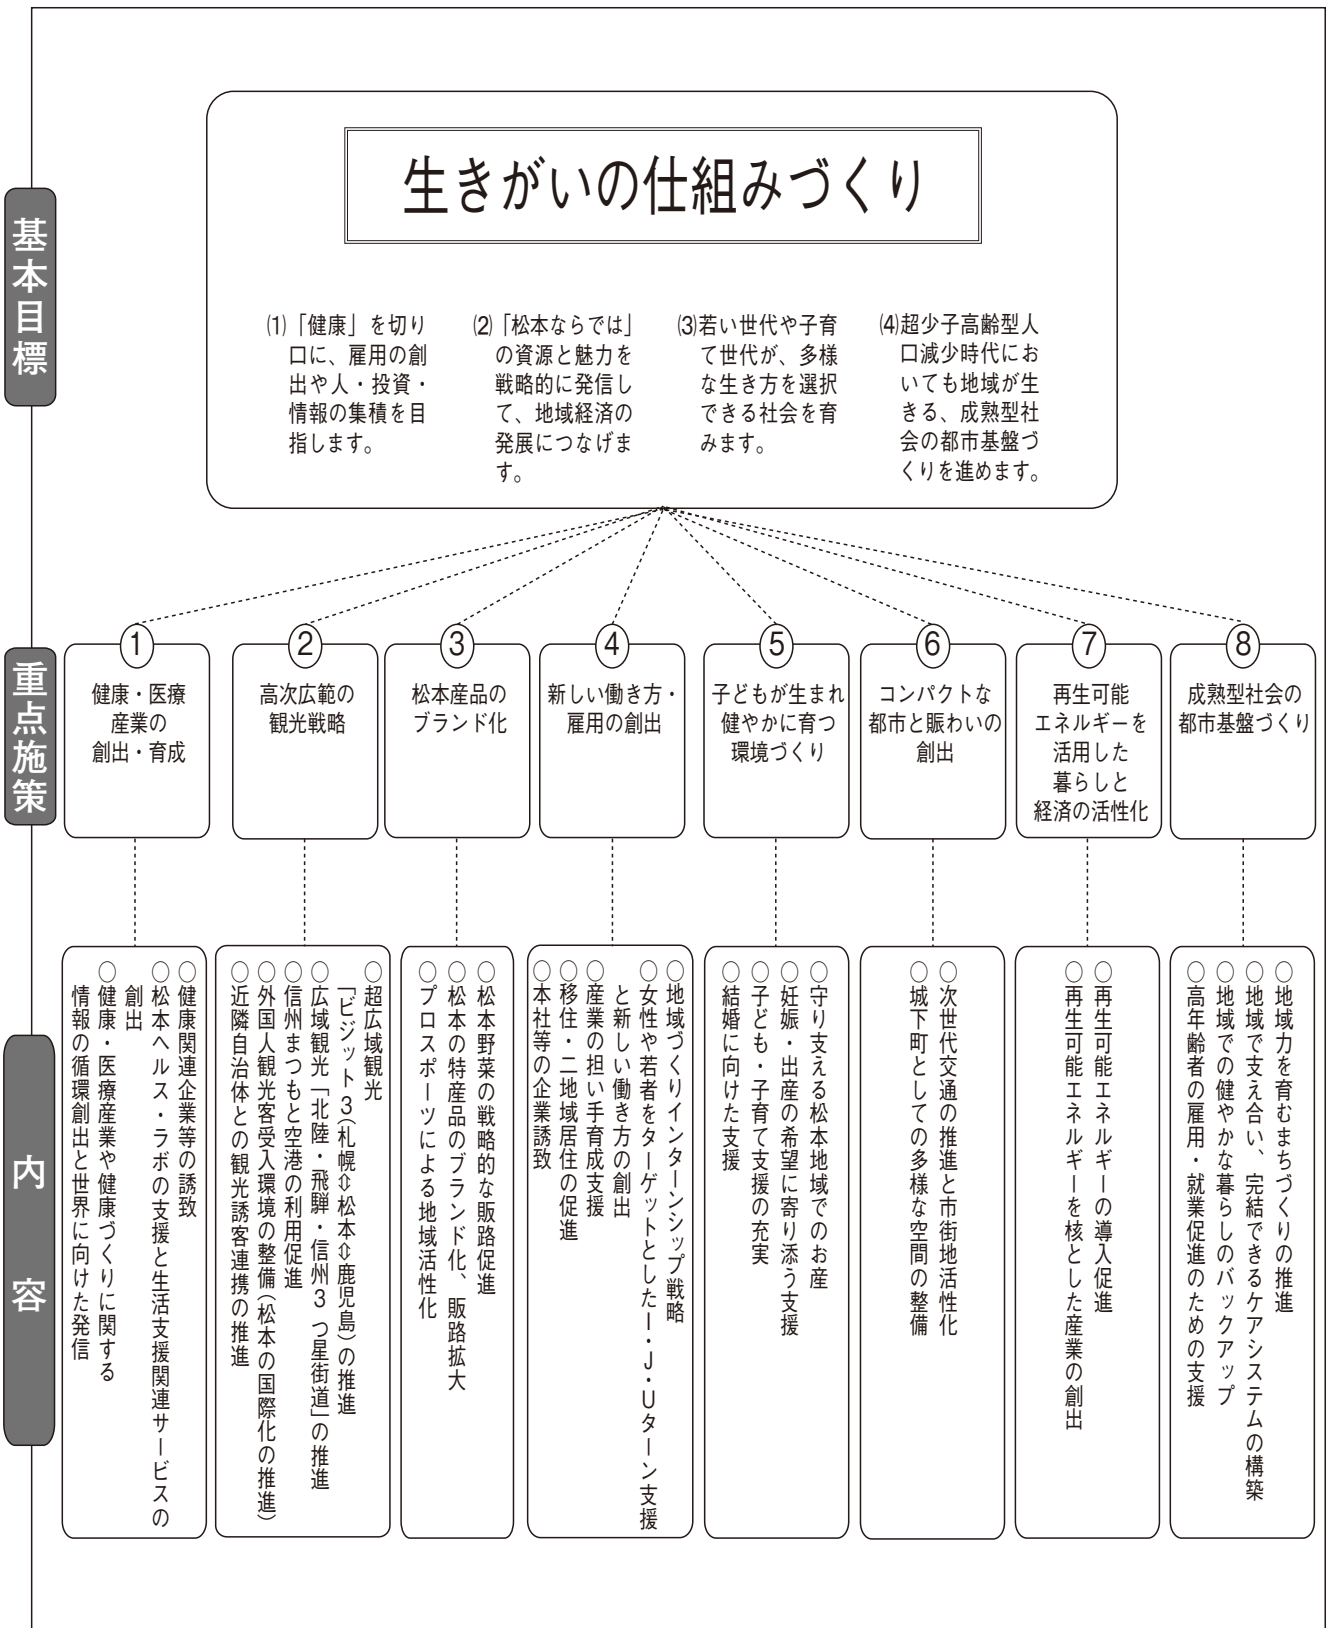 基本目標
生きがいの仕組みづくり
⑴「健康」を切り
口に、雇用の創
出や人・投資・
情報の集積を目
指します。
⑵「松本ならでは」
の資源と魅力を
戦略的に発信し
て、地域経済の
発展につなげま
す。
⑶若い世代や子育
て世代が、多様
な生き方を選択
できる社会を育
みます。
⑷超少子高齢型人
口減少時代にお
いても地域が生
きる、成熟型社
会の都市基盤づ
くりを進めます。
重点施策
1
健康・医療
産業の
創出・育成
2
高次広範の
観光戦略
3
松本産品の
ブランド化
4
新しい働き方・
雇用の創出
5
子どもが生まれ
健やかに育つ
環境づくり
6
コンパクトな
都市と賑わいの
創出
7
再生可能
エネルギーを
活用した
暮らしと
経済の活性化
8
成熟型社会の
都市基盤づくり
内容
○健康関連企業等の誘致
○松本ヘルス・ラボの支援と生活支援関連サービスの
創出
○健康・医療産業や健康づくりに関する
情報の循環創出と世界に向けた発信
○超広域観光
「ビジット3(札幌⇔松本⇔鹿児島)の推進
○広域観光「北陸・飛騨・信州3つ星街道」の推進
○信州まつもと空港の利用促進
○外国人観光客受入環境の整備(松本の国際化の推進)
○近隣自治体との観光誘客連携の推進
○松本野菜の戦略的な販路促進
○松本の特産品のブランド化、販路拡大
○プロスポーツによる地域活性化
○地域づくりインターンシップ戦略
○女性や若者をターゲットとしたI・J・Uターン支援
と新しい働き方の創出
○産業の担い手育成支援
○移住・二地域居住の促進
○本社等の企業誘致
○守り支える松本地域でのお産
○妊娠・出産の希望に寄り添う支援
○子ども・子育て支援の充実
○結婚に向けた支援
○次世代交通の推進と市街地活性化
○城下町としての多様な空間の整備
○再生可能エネルギーの導入促進
○再生可能エネルギーを核とした産業の創出
○地域力を育むまちづくりの推進
○地域で支え合い、完結できるケアシステムの構築
○地域での健やかな暮らしのバックアップ
○高年齢者の雇用・就業促進のための支援